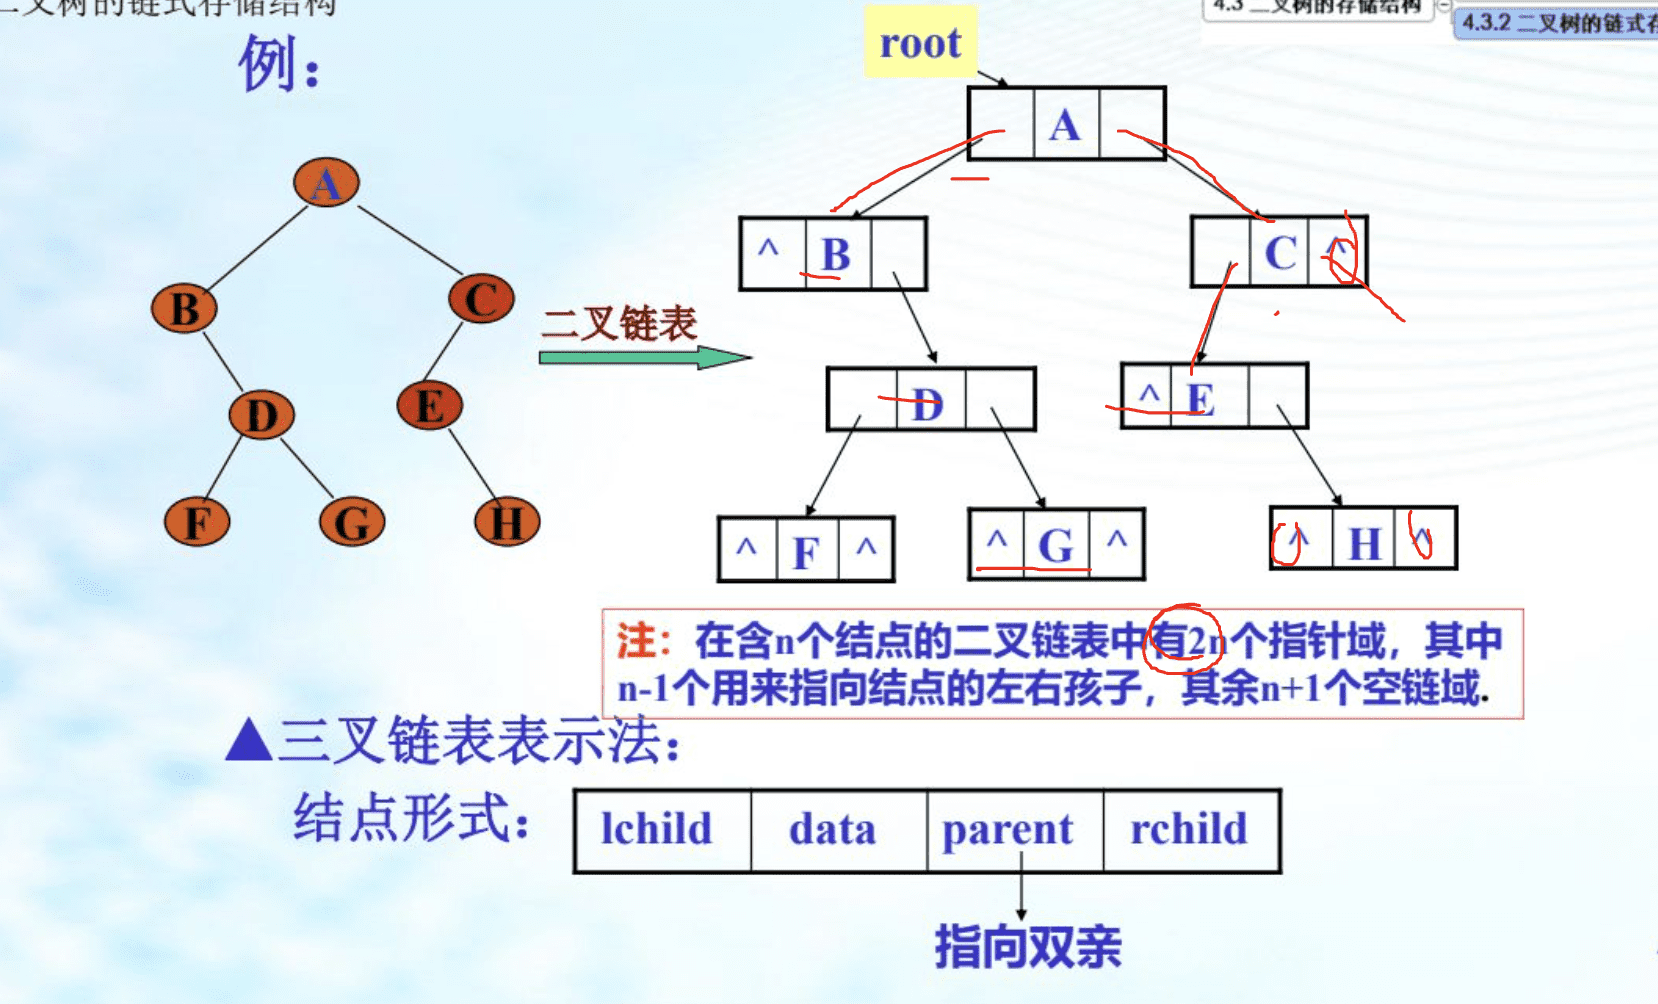 二叉树的链式存储结构
4.3 二叉树的存储结构
4.3.2 二叉树的链式存
例：
root
A
A
B
C
^ B
C ^
二叉链表
D
E
D
^ E
F
G
H
^ F ^
^ G ^
^ H ^
注：在含n个结点的二叉链表中有2n个指针域，其中
n-1个用来指向结点的左右孩子，其余n+1个空链域.
▲三叉链表表示法：
结点形式：
lchild data parent rchild
指向双亲